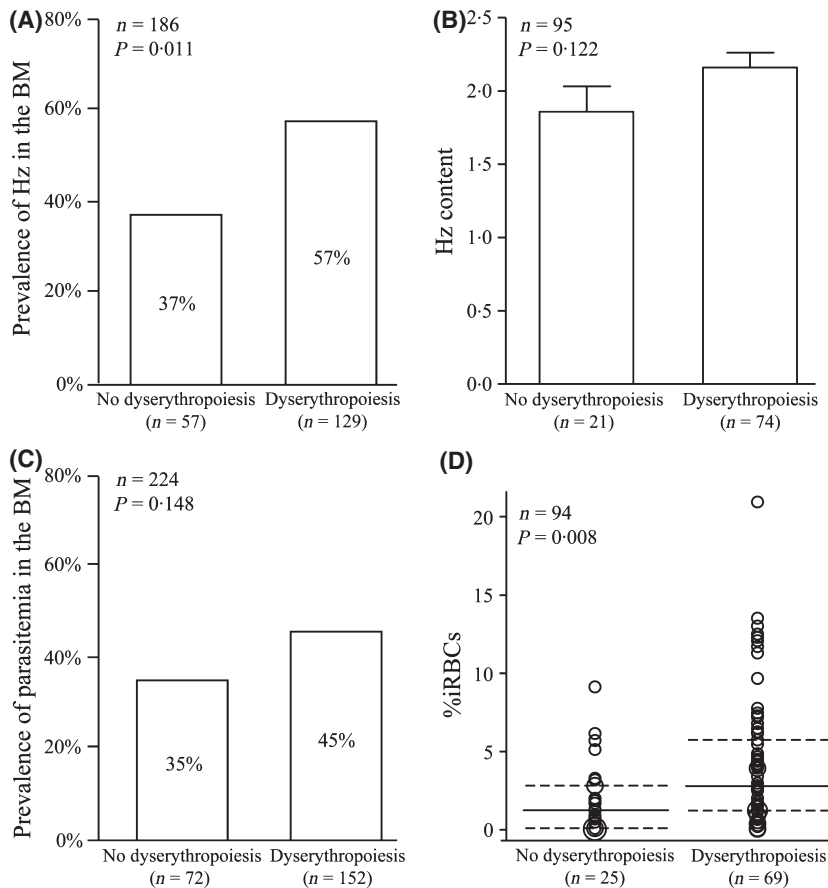 (A)
80%
60%
40%
20%
0%
Prevalence of Hz in the BM
n = 186
P = 0·011
37%
57%
No dyserythropoiesis
(n = 57)
Dyserythropoiesis
(n = 129)
(B)
2·5
2·0
1·5
1·0
0·5
0·0
Hz content
n = 95
P = 0·122
No dyserythropoiesis
(n = 21)
Dyserythropoiesis
(n = 74)
(C)
80%
60%
40%
20%
0%
Prevalence of parasitemia in the BM
n = 224
P = 0·148
35%
45%
No dyserythropoiesis
(n = 72)
Dyserythropoiesis
(n = 152)
(D)
20
15
10
5
0
%iRBCs
n = 94
P = 0·008
No dyserythropoiesis
(n = 25)
Dyserythropoiesis
(n = 69)